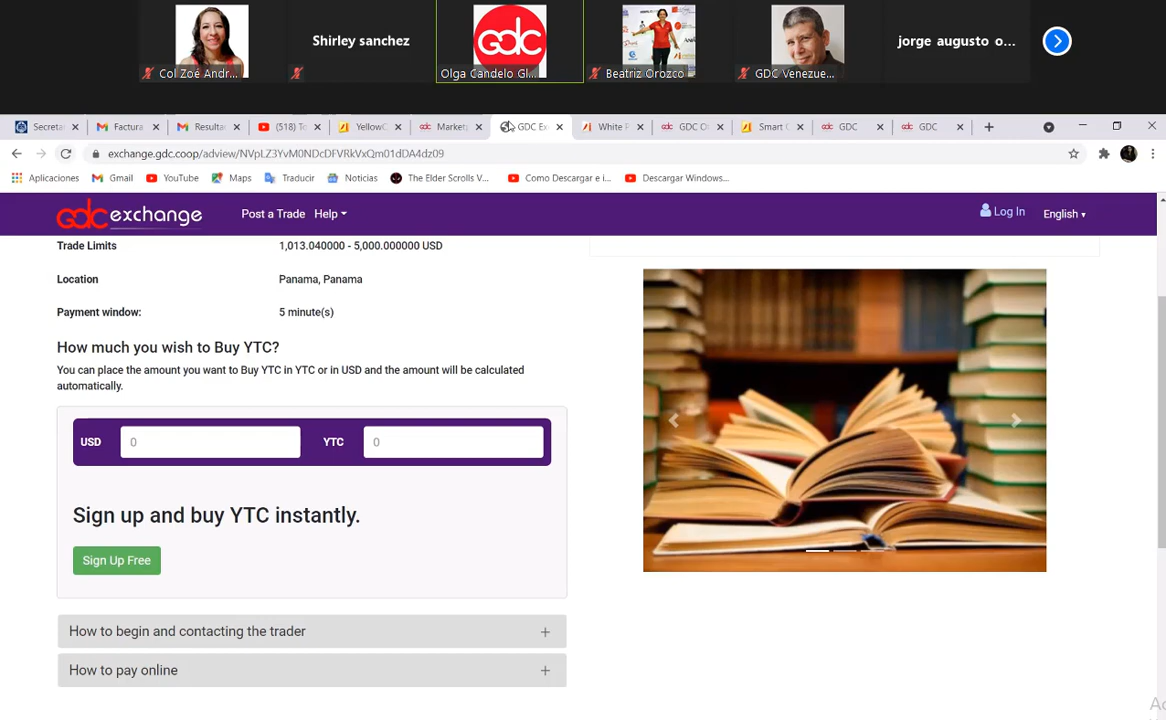 Shirley sanchez
jorge augusto o...
Col Zoé Andr...
Olga Candelo Gl...
Beatriz Orozco
GDC Venezue...
gdc
Secreta
Factura
Resulta
(518) To
YellowC
Marketp
GDC Ex
White P
GDC O
Smart C
GDC
GDC
exchange.gdc.coop/adview/NVpLZ3YvM0NDcDFVRkVxQm01dDA4dz09
Aplicaciones
Gmail
YouTube
Maps
Traducir
Noticias
The Elder Scrolls V...
Como Descargar e i...
Descargar Windows...
gdc exchange
Post a Trade
Help
Log In
English
Trade Limits 1,013.040000 - 5,000.000000 USD
Location Panama, Panama
Payment window: 5 minute(s)
How much you wish to Buy YTC?
You can place the amount you want to Buy YTC in YTC or in USD and the amount will be calculated
automatically.
USD 0 YTC 0
Sign up and buy YTC instantly.
Sign Up Free
How to begin and contacting the trader +
How to pay online +